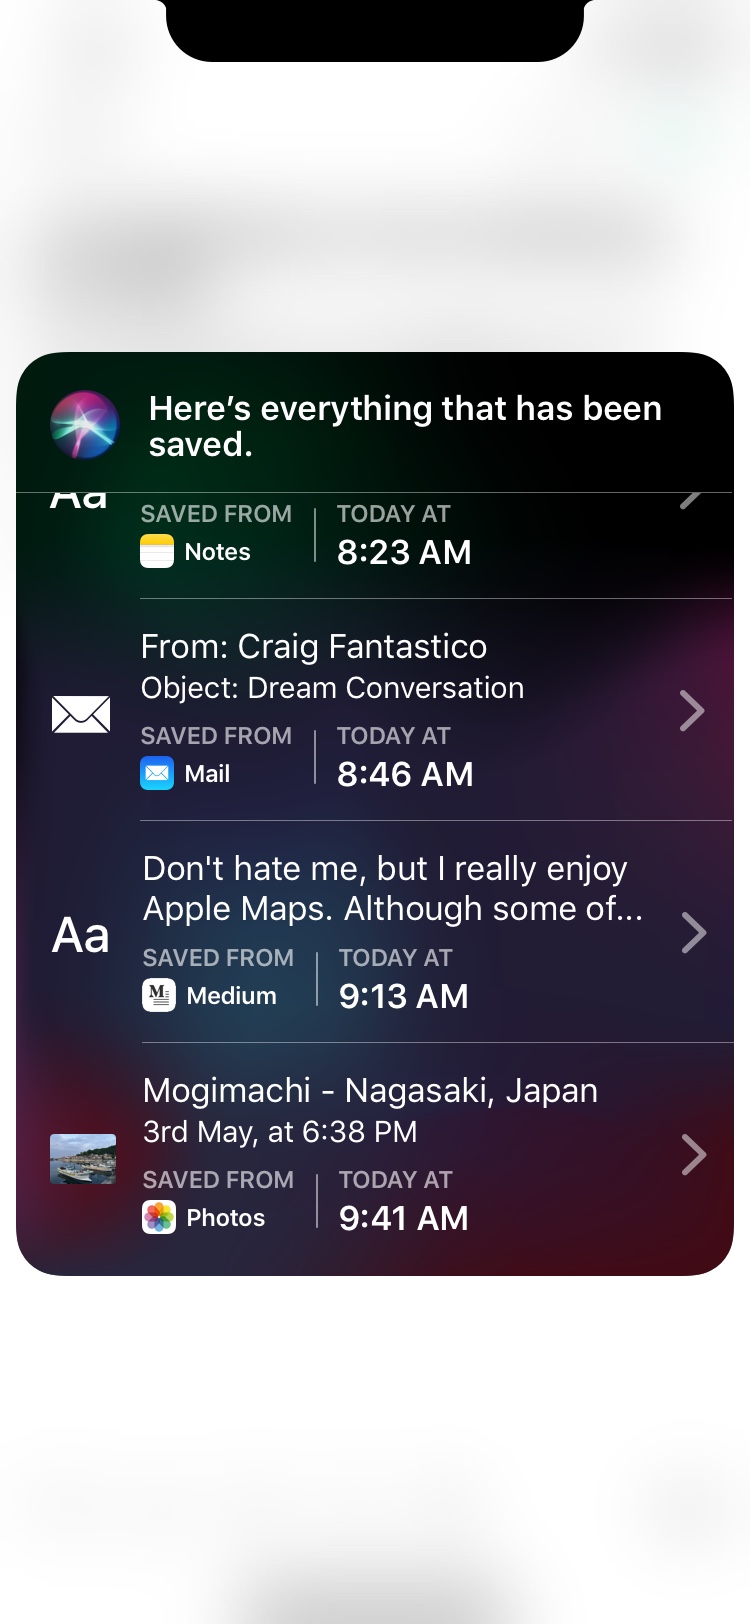 Here’s everything that has been
saved.
Aa
SAVED FROM
TODAY AT
Notes
8:23 AM
From: Craig Fantastico
Object: Dream Conversation
SAVED FROM
TODAY AT
Mail
8:46 AM
Don't hate me, but I really enjoy
Apple Maps. Although some of...
Aa
SAVED FROM
TODAY AT
M
Medium
9:13 AM
Mogimachi - Nagasaki, Japan
3rd May, at 6:38 PM
SAVED FROM
TODAY AT
Photos
9:41 AM